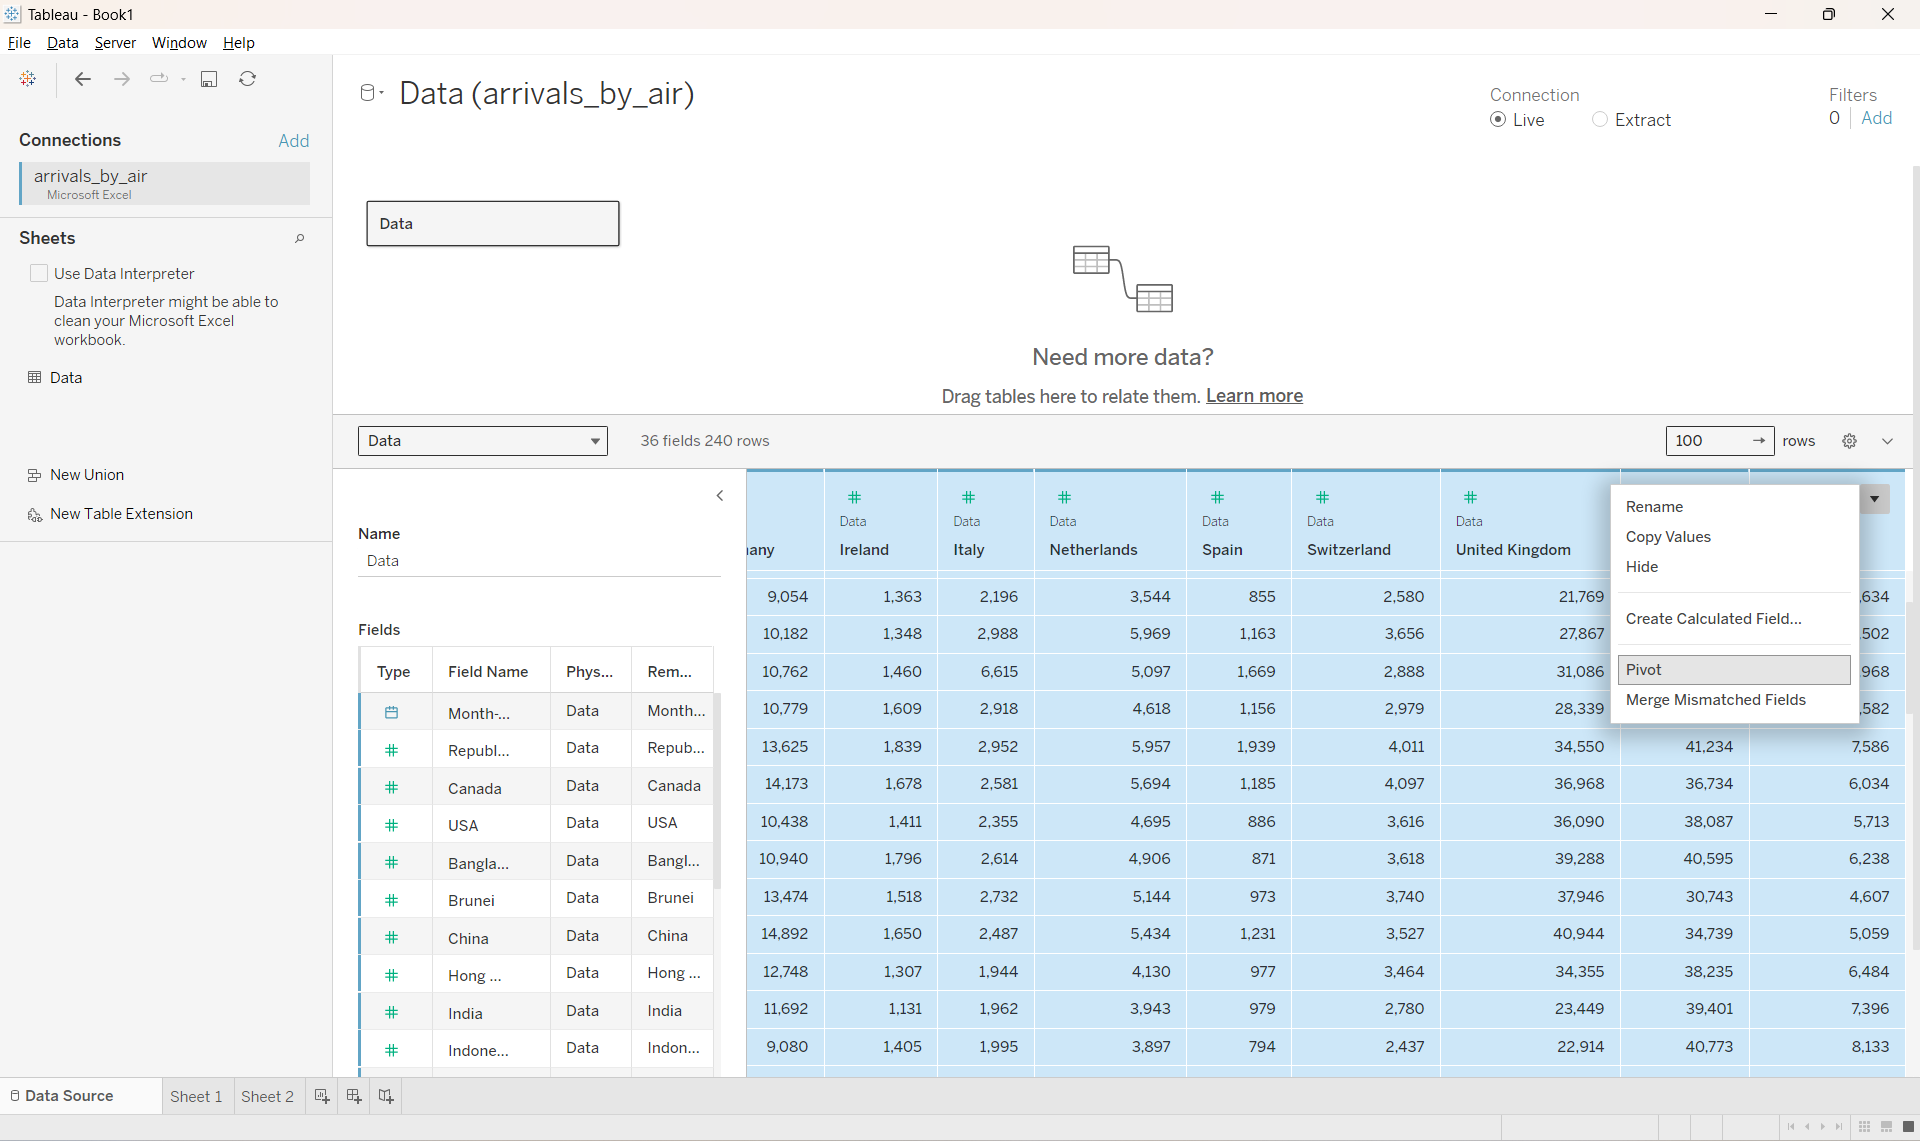 Tableau - Book1
File Data Server Window Help
Data (arrivals_by_air)
Connection
Live Extract
Filters
0 Add
Connections Add
arrivals_by_air
Microsoft Excel
Sheets
Use Data Interpreter
Data Interpreter might be able to
clean your Microsoft Excel
workbook.
Data
New Union
New Table Extension
Data
Need more data?
Drag tables here to relate them. Learn more
Data 36 fields 240 rows 100 rows
Name
Data
Fields
Type Field Name Phys... Rem...
Month-... Data Month...
Republ... Data Repub...
Canada Data Canada
USA Data USA
Bangla... Data Bangl...
Brunei Data Brunei
China Data China
Hong ... Data Hong ...
India Data India
Indone... Data Indon...
Data Data Data Data Data Data
any Ireland Italy Netherlands Spain Switzerland United Kingdom
9,054 1,363 2,196 3,544 855 2,580 21,769 ,634
10,182 1,348 2,988 5,969 1,163 3,656 27,867 ,502
10,762 1,460 6,615 5,097 1,669 2,888 31,086 ,968
10,779 1,609 2,918 4,618 1,156 2,979 28,339 ,582
13,625 1,839 2,952 5,957 1,939 4,011 34,550 41,234 7,586
14,173 1,678 2,581 5,694 1,185 4,097 36,968 36,734 6,034
10,438 1,411 2,355 4,695 886 3,616 36,090 38,087 5,713
10,940 1,796 2,614 4,906 871 3,618 39,288 40,595 6,238
13,474 1,518 2,732 5,144 973 3,740 37,946 30,743 4,607
14,892 1,650 2,487 5,434 1,231 3,527 40,944 34,739 5,059
12,748 1,307 1,944 4,130 977 3,464 34,355 38,235 6,484
11,692 1,131 1,962 3,943 979 2,780 23,449 39,401 7,396
9,080 1,405 1,995 3,897 794 2,437 22,914 40,773 8,133
Rename
Copy Values
Hide
Create Calculated Field...
Pivot
Merge Mismatched Fields
Data Source Sheet 1 Sheet 2